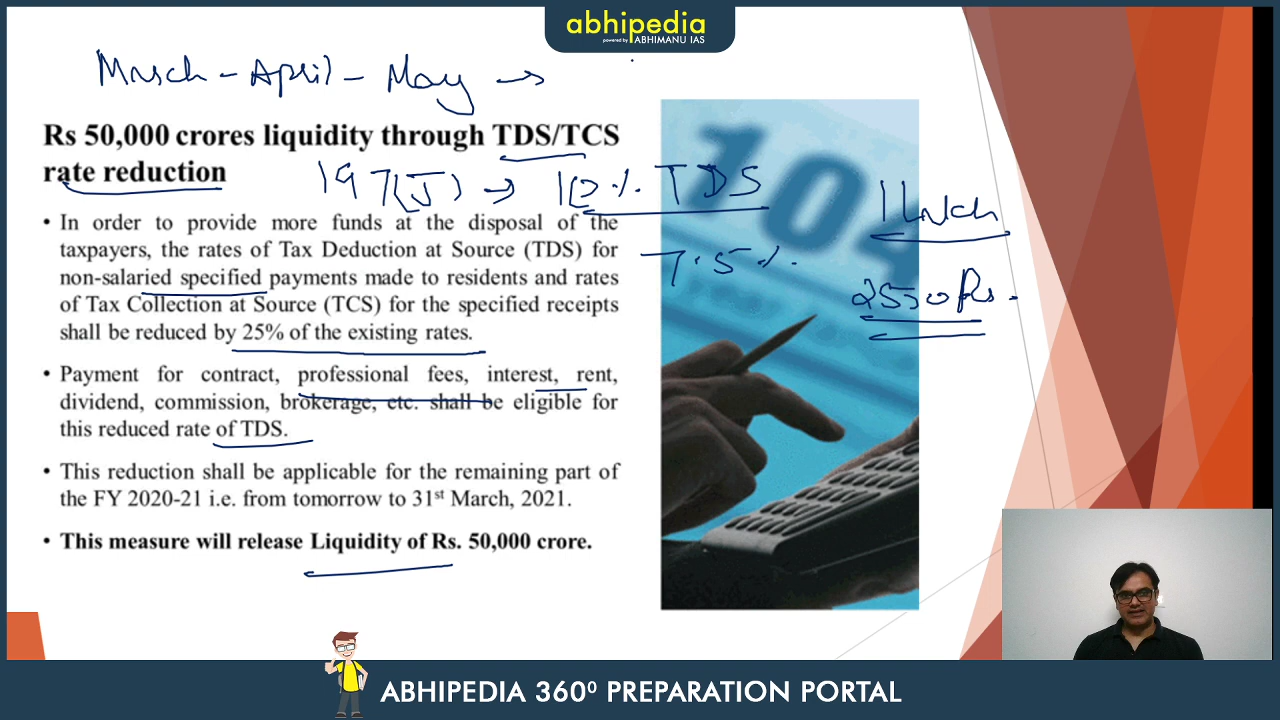 abhipedia
powered by ABHIMANU IAS
March - April - May →
Rs 50,000 crores liquidity through TDS/TCS
rate reduction
197(J) → 10% TDS
7.5%.
1 Lakh
2500 Rs.
• In order to provide more funds at the disposal of the
taxpayers, the rates of Tax Deduction at Source (TDS) for
non-salaried specified payments made to residents and rates
of Tax Collection at Source (TCS) for the specified receipts
shall be reduced by 25% of the existing rates.
• Payment for contract, professional fees, interest, rent,
dividend, commission, brokerage, etc. shall be eligible for
this reduced rate of TDS.
• This reduction shall be applicable for the remaining part of
the FY 2020-21 i.e. from tomorrow to 31st March, 2021.
• This measure will release Liquidity of Rs. 50,000 crore.
104
ABHIPEDIA 360⁰ PREPARATION PORTAL